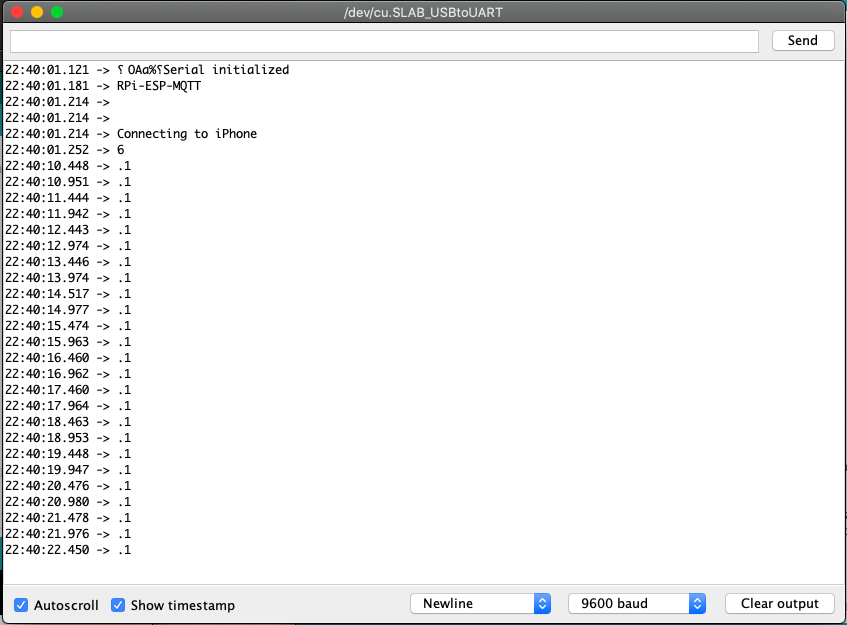 /dev/cu.SLAB_USBtoUART
Send
22:40:01.121 -> ⸮ OAɑ%⸮Serial initialized
22:40:01.181 -> RPi-ESP-MQTT
22:40:01.214 ->
22:40:01.214 ->
22:40:01.214 -> Connecting to iPhone
22:40:01.252 -> 6
22:40:10.448 -> .1
22:40:10.951 -> .1
22:40:11.444 -> .1
22:40:11.942 -> .1
22:40:12.443 -> .1
22:40:12.974 -> .1
22:40:13.446 -> .1
22:40:13.974 -> .1
22:40:14.517 -> .1
22:40:14.977 -> .1
22:40:15.474 -> .1
22:40:15.963 -> .1
22:40:16.460 -> .1
22:40:16.962 -> .1
22:40:17.460 -> .1
22:40:17.964 -> .1
22:40:18.463 -> .1
22:40:18.953 -> .1
22:40:19.448 -> .1
22:40:19.947 -> .1
22:40:20.476 -> .1
22:40:20.980 -> .1
22:40:21.478 -> .1
22:40:21.976 -> .1
22:40:22.450 -> .1
Autoscroll Show timestamp Newline 9600 baud Clear output